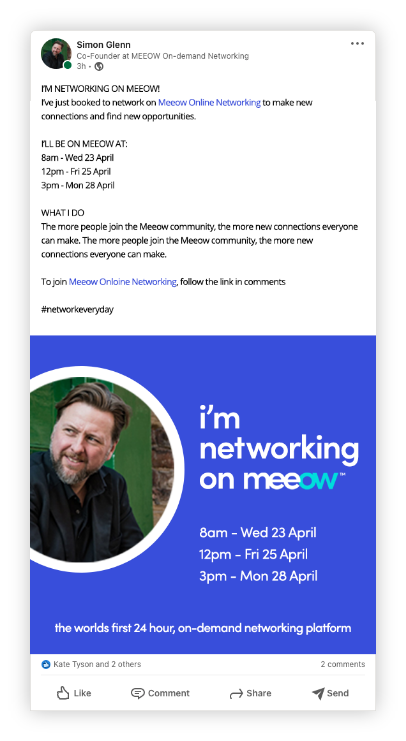 Simon Glenn
Co-Founder at MEEOW On-demand Networking
3h •
I'M NETWORKING ON MEEOW!
I've just booked to network on Meeow Online Networking to make new
connections and find new opportunities.
I'LL BE ON MEEOW AT:
8am - Wed 23 April
12pm - Fri 25 April
3pm - Mon 28 April
WHAT I DO
The more people join the Meeow community, the more new connections everyone
can make. The more people join the Meeow community, the more new
connections everyone can make.
To join Meeow Onloine Networking, follow the link in comments
#networkeveryday
i'm
networking
on meeow™
8am - Wed 23 April
12pm - Fri 25 April
3pm - Mon 28 April
the worlds first 24 hour, on-demand networking platform
Kate Tyson and 2 others 2 comments
Like Comment Share Send